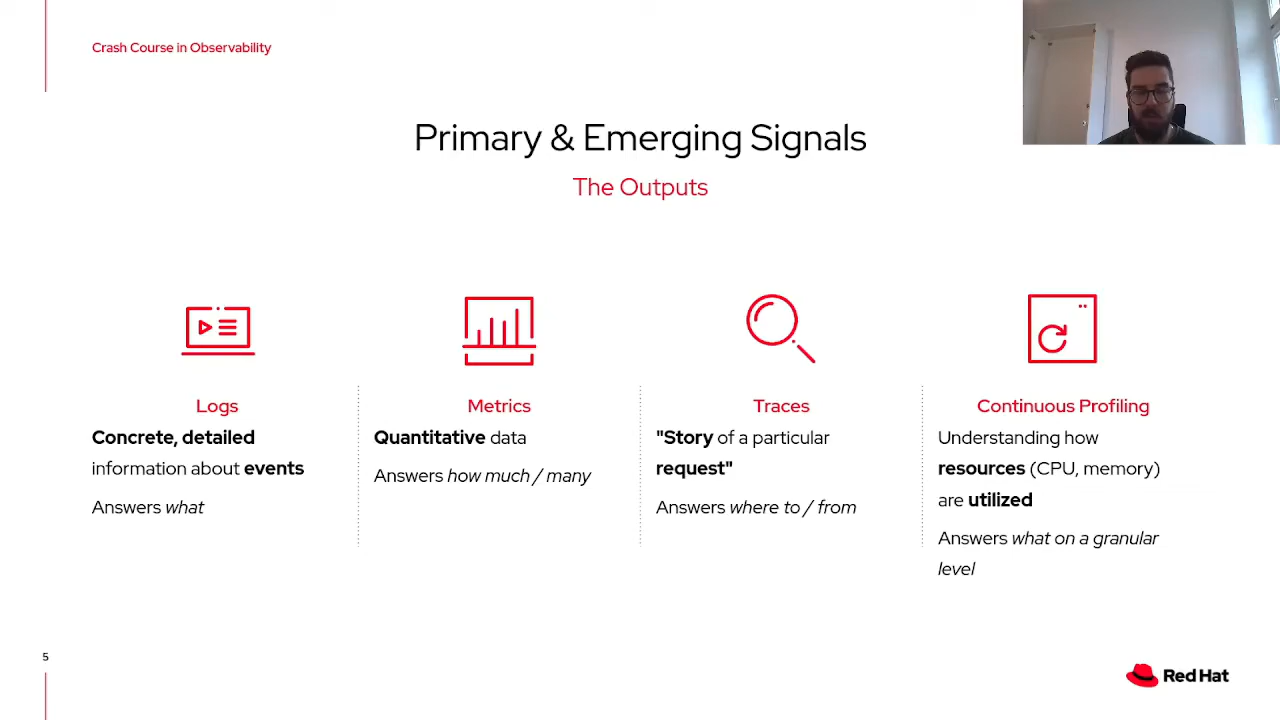 Crash Course in Observability
Primary & Emerging Signals
The Outputs
Logs
Concrete, detailed
information about events
Answers what
Metrics
Quantitative data
Answers how much / many
Traces
"Story of a particular
request"
Answers where to / from
Continuous Profiling
Understanding how
resources (CPU, memory)
are utilized
Answers what on a granular
level
5
Red Hat